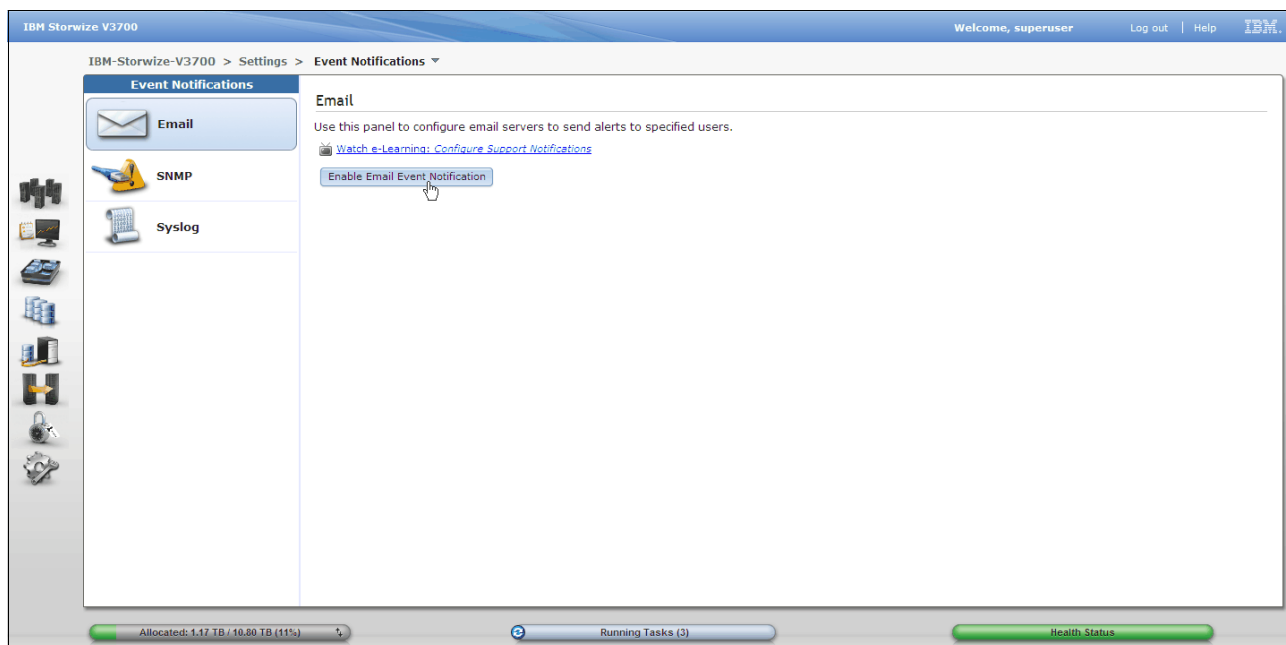 IBM Storwize V3700
Welcome, superuser
Log out | Help
IBM.
IBM-Storwize-V3700 > Settings > Event Notifications
Event Notifications
Email
SNMP
Syslog
Email
Use this panel to configure email servers to send alerts to specified users.
Watch e-Learning: Configure Support Notifications
Enable Email Event Notification
Allocated: 1.17 TB / 10.80 TB (11%)
Running Tasks (3)
Health Status